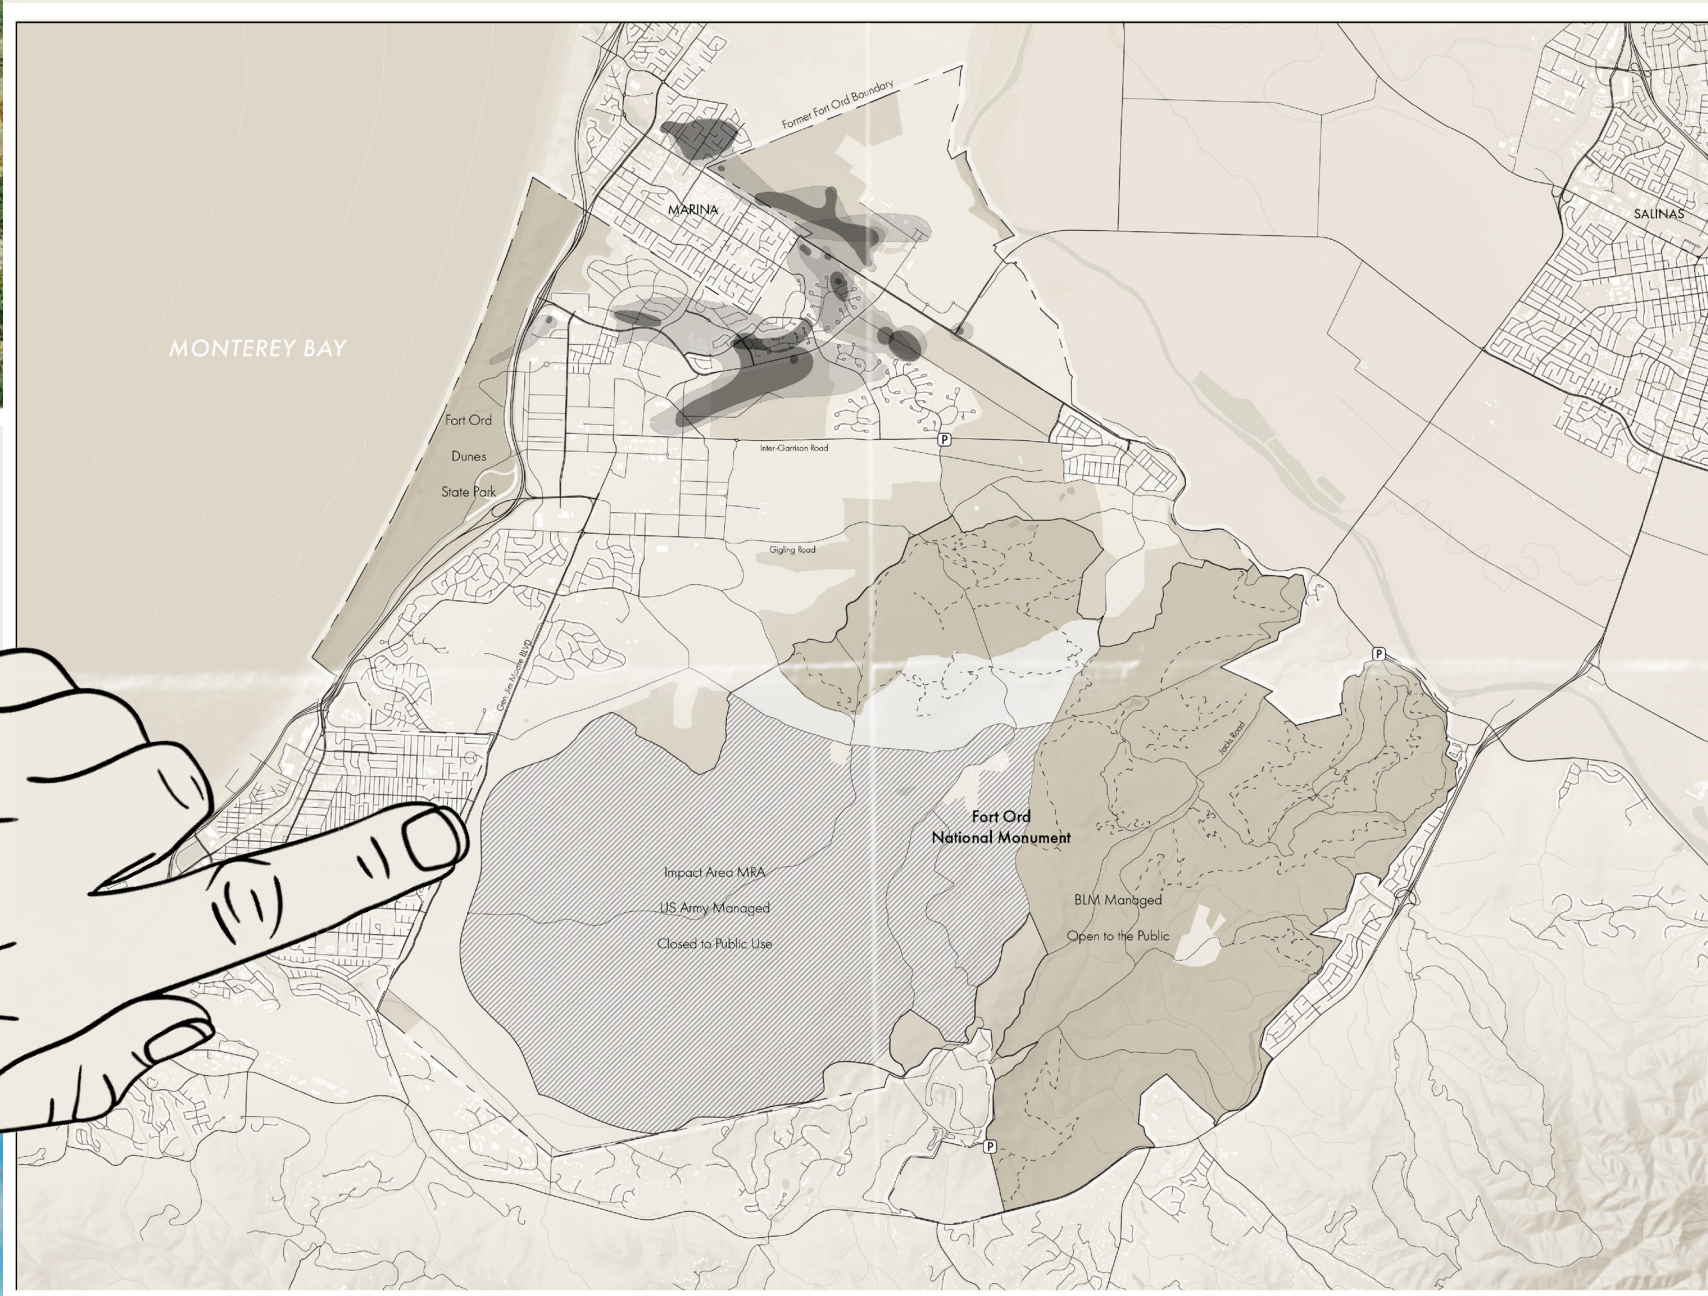 Former Fort Ord Boundary
MARINA
SALINAS
MONTEREY BAY
Fort Ord
Dunes
State Park
P
Inter-Garrison Road
Gigling Road
Gen. Jim Moore BLVD
P
Jacks Road
Fort Ord
National Monument
Impact Area MRA
US Army Managed
Closed to Public Use
BLM Managed
Open to the Public
P